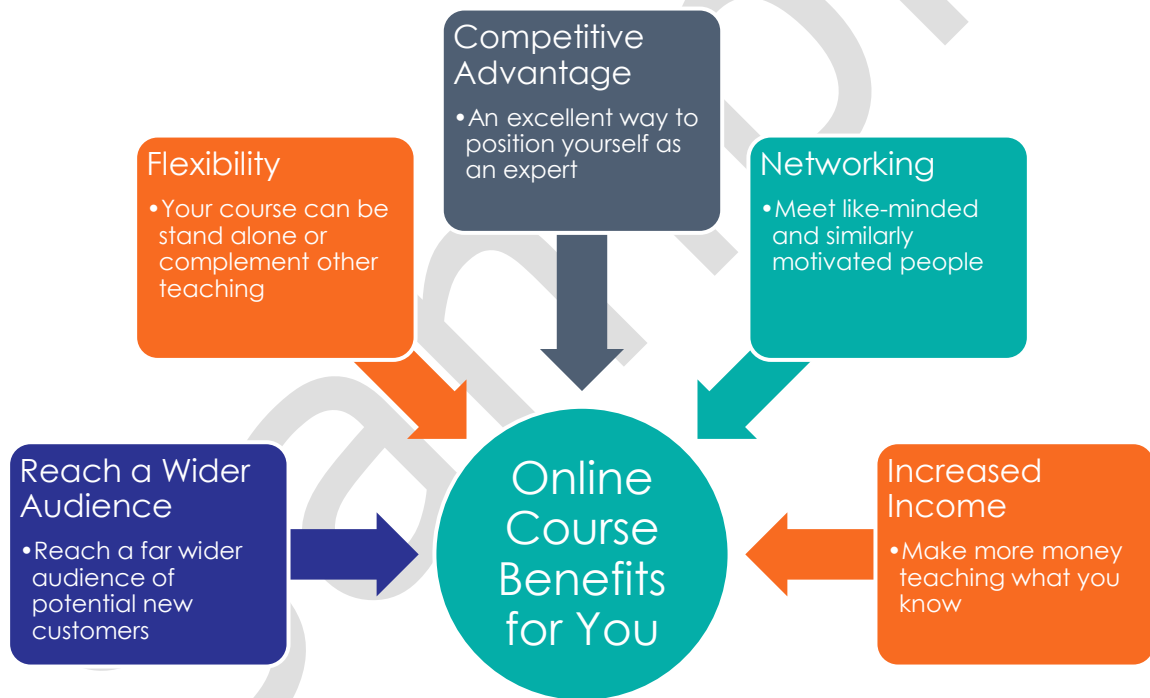 Competitive
Advantage
•An excellent way to
position yourself as
an expert
Flexibility
•Your course can be
stand alone or
complement other
teaching
Networking
•Meet like-minded
and similarly
motivated people
Reach a Wider
Audience
•Reach a far wider
audience of
potential new
customers
Online
Course
Benefits
for You
Increased
Income
•Make more money
teaching what you
know